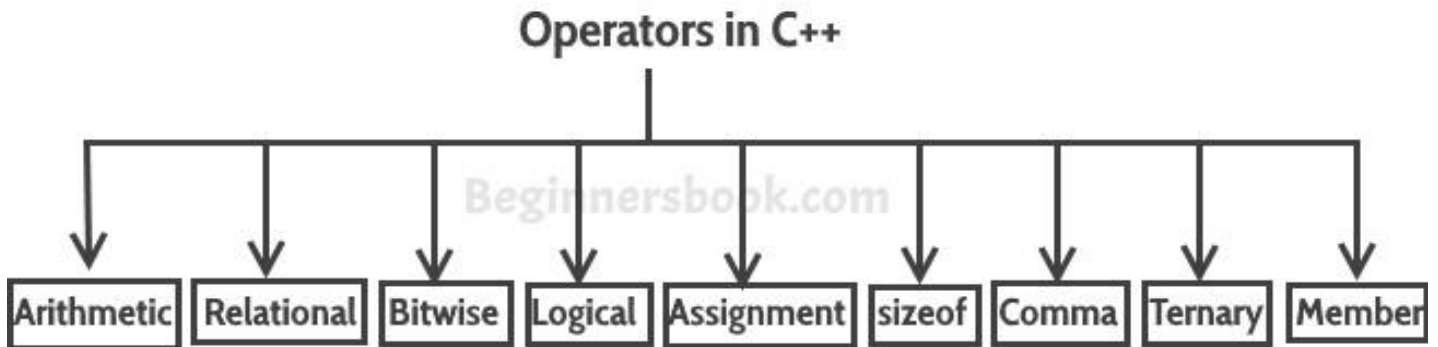 Operators in C++
Beginnersbook.com
Arithmetic Relational Bitwise Logical Assignment sizeof Comma Ternary Member